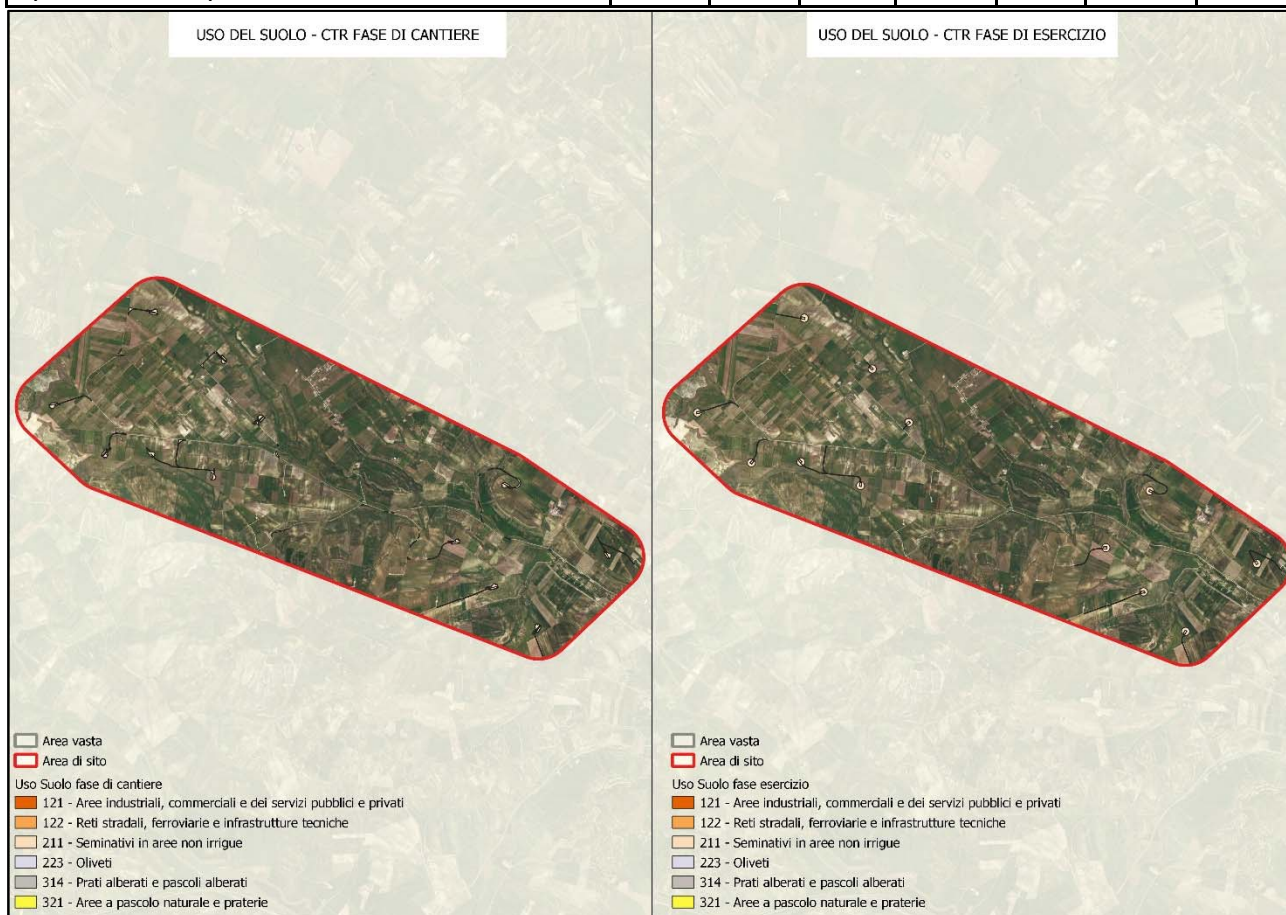 USO DEL SUOLO - CTR FASE DI CANTIERE
Area vasta
Area di sito
Uso Suolo fase di cantiere
121 - Aree industriali, commerciali e dei servizi pubblici e privati
122 - Reti stradali, ferroviarie e infrastrutture tecniche
211 - Seminativi in aree non irrigue
223 - Oliveti
314 - Prati alberati e pascoli alberati
321 - Aree a pascolo naturale e praterie
USO DEL SUOLO - CTR FASE DI ESERCIZIO
Area vasta
Area di sito
Uso Suolo fase esercizio
121 - Aree industriali, commerciali e dei servizi pubblici e privati
122 - Reti stradali, ferroviarie e infrastrutture tecniche
211 - Seminativi in aree non irrigue
223 - Oliveti
314 - Prati alberati e pascoli alberati
321 - Aree a pascolo naturale e praterie